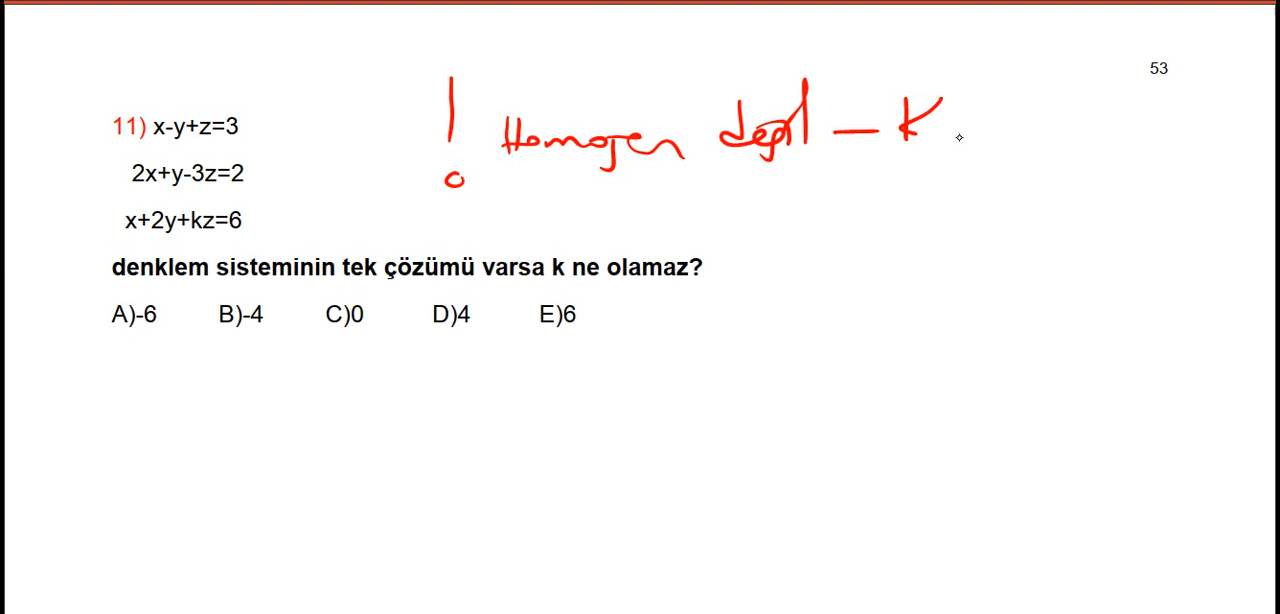 53
11) x-y+z=3
! Homogen değil — K
2x+y-3z=2
x+2y+kz=6
denklem sisteminin tek çözümü varsa k ne olamaz?
A)-6 B)-4 C)0 D)4 E)6